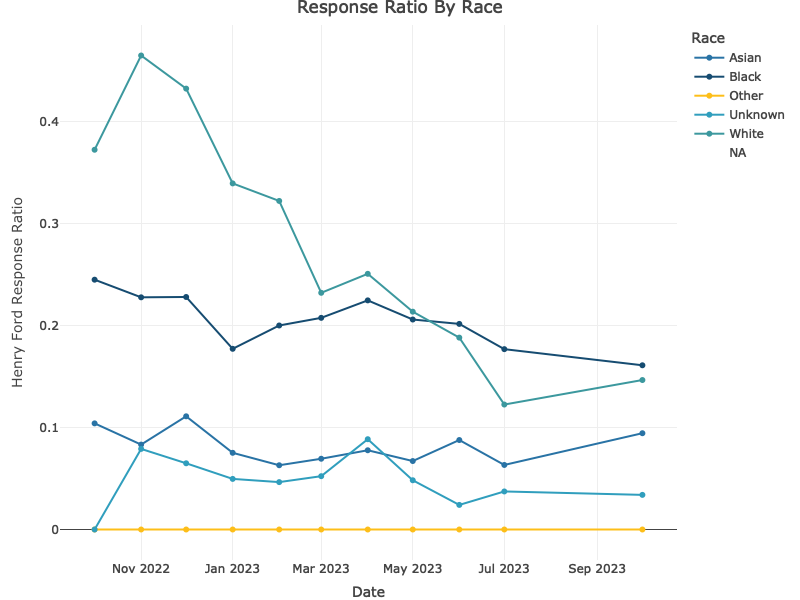 Response Ratio By Race
Race
Asian
Black
Other
Unknown
White
NA
0.4
0.3
0.2
0.1
0
Henry Ford Response Ratio
Nov 2022
Jan 2023
Mar 2023
May 2023
Jul 2023
Sep 2023
Date